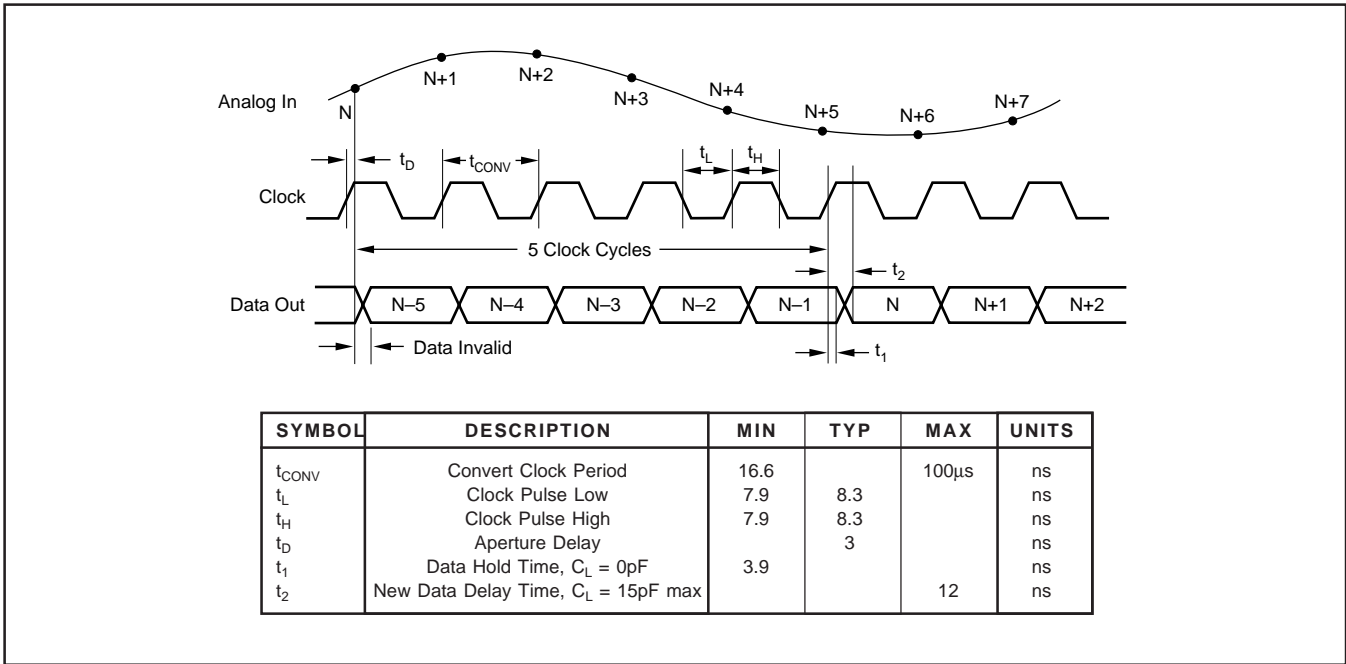 N+1
N+2
N+3
N+4
N+5
N+6
N+7
Analog In
N
t_D
t_CONV
t_L
t_H
Clock
5 Clock Cycles
t_2
Data Out
N–5
N–4
N–3
N–2
N–1
N
N+1
N+2
Data Invalid
t_1
SYMBOL DESCRIPTION MIN TYP MAX UNITS
t_CONV Convert Clock Period 16.6 100µs ns
t_L Clock Pulse Low 7.9 8.3 ns
t_H Clock Pulse High 7.9 8.3 ns
t_D Aperture Delay 3 ns
t_1 Data Hold Time, C_L = 0pF 3.9 ns
t_2 New Data Delay Time, C_L = 15pF max 12 ns